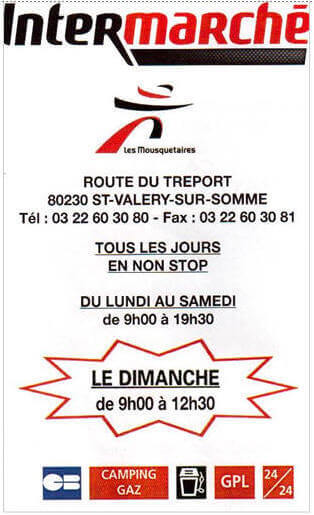 Intermarché
Les Mousquetaires
ROUTE DU TREPORT
80230 ST-VALERY-SUR-SOMME
Tél : 03 22 60 30 80 - Fax : 03 22 60 30 81
TOUS LES JOURS
EN NON STOP
DU LUNDI AU SAMEDI
de 9h00 à 19h30
LE DIMANCHE
de 9h00 à 12h30
CB
CAMPING
GAZ
GPL
24/24